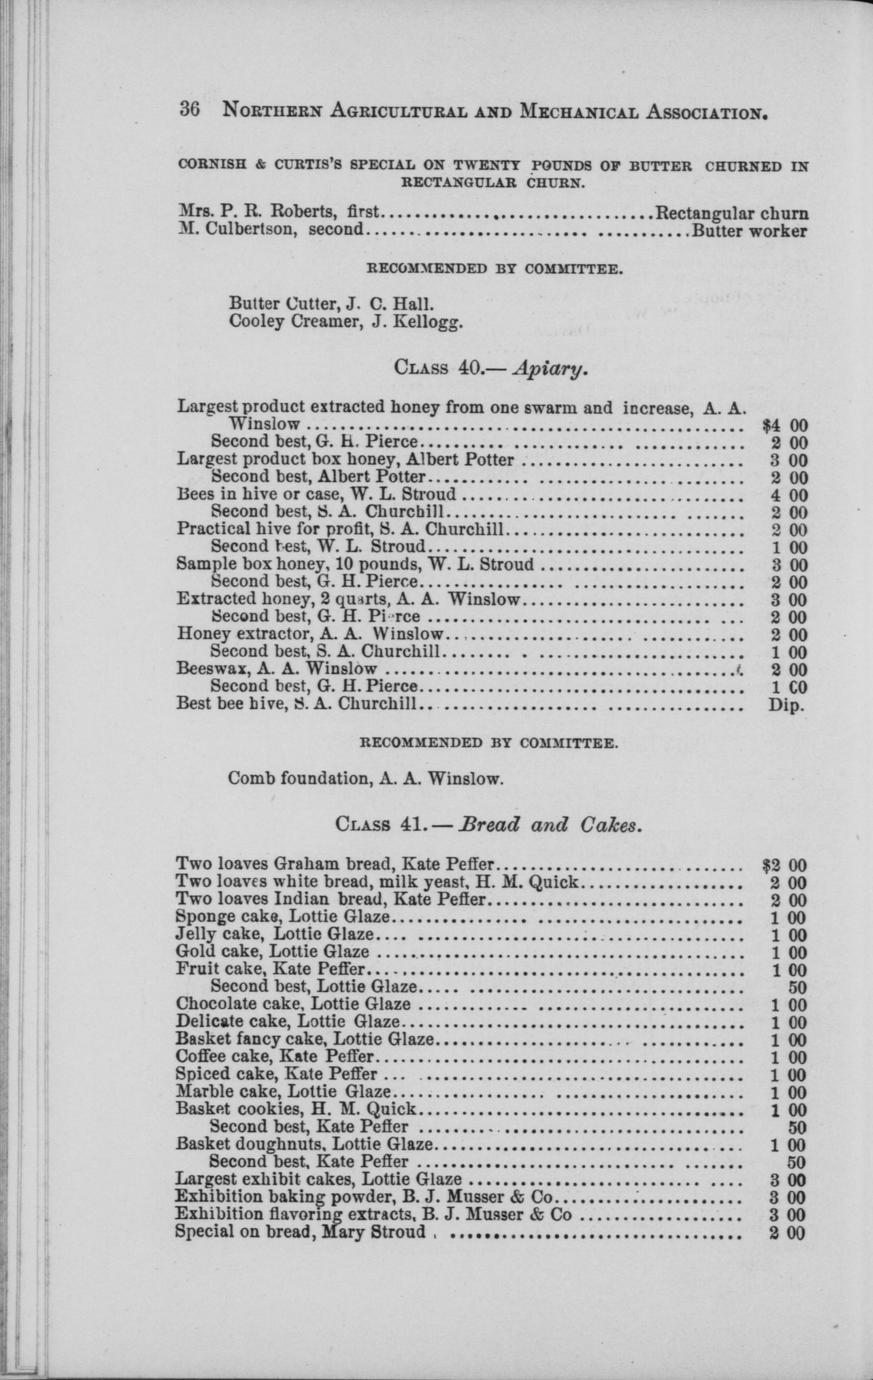 36 Northern Agricultural and Mechanical Association.
CORNISH & CURTIS'S SPECIAL ON TWENTY POUNDS OF BUTTER CHURNED IN
RECTANGULAR CHURN.
Mrs. P. R. Roberts, first................................Rectangular churn
M. Culbertson, second......................................Butter worker
RECOMMENDED BY COMMITTEE.
Butter Cutter, J. C. Hall.
Cooley Creamer, J. Kellogg.
Class 40.— Apiary.
Largest product extracted honey from one swarm and increase, A. A.
Winslow .................................................... $4 00
Second best, G. H. Pierce...................................... 2 00
Largest product box honey, Albert Potter .......................... 3 00
Second best, Albert Potter..................................... 2 00
Bees in hive or case, W. L. Stroud ................................. 4 00
Second best, S. A. Churchill.................................... 2 00
Practical hive for profit, S. A. Churchill............................ 2 00
Second best, W. L. Stroud...................................... 1 00
Sample box honey, 10 pounds, W. L. Stroud ........................ 3 00
Second best, G. H. Pierce...................................... 2 00
Extracted honey, 2 quarts, A. A. Winslow.......................... 3 00
Second best, G. H. Pierce ..................................... 2 00
Honey extractor, A. A. Winslow................................... 2 00
Second best, S. A. Churchill.................................... 1 00
Beeswax, A. A. Winslow .......................................... 2 00
Second best, G. H. Pierce...................................... 1 00
Best bee hive, S. A. Churchill...................................... Dip.
RECOMMENDED BY COMMITTEE.
Comb foundation, A. A. Winslow.
Class 41.— Bread and Cakes.
Two loaves Graham bread, Kate Peffer............................. $2 00
Two loaves white bread, milk yeast, H. M. Quick................... 2 00
Two loaves Indian bread, Kate Peffer.............................. 2 00
Sponge cake, Lottie Glaze......................................... 1 00
Jelly cake, Lottie Glaze........................................... 1 00
Gold cake, Lottie Glaze ........................................... 1 00
Fruit cake, Kate Peffer............................................ 1 00
Second best, Lottie Glaze...................................... 50
Chocolate cake, Lottie Glaze ...................................... 1 00
Delicate cake, Lottie Glaze........................................ 1 00
Basket fancy cake, Lottie Glaze.................................... 1 00
Coffee cake, Kate Peffer........................................... 1 00
Spiced cake, Kate Peffer .......................................... 1 00
Marble cake, Lottie Glaze......................................... 1 00
Basket cookies, H. M. Quick...................................... 1 00
Second best, Kate Peffer ...................................... 50
Basket doughnuts, Lottie Glaze.................................... 1 00
Second best, Kate Peffer ...................................... 50
Largest exhibit cakes, Lottie Glaze ................................ 3 00
Exhibition baking powder, B. J. Musser & Co...................... 3 00
Exhibition flavoring extracts, B. J. Musser & Co ................... 3 00
Special on bread, Mary Stroud .................................... 2 00